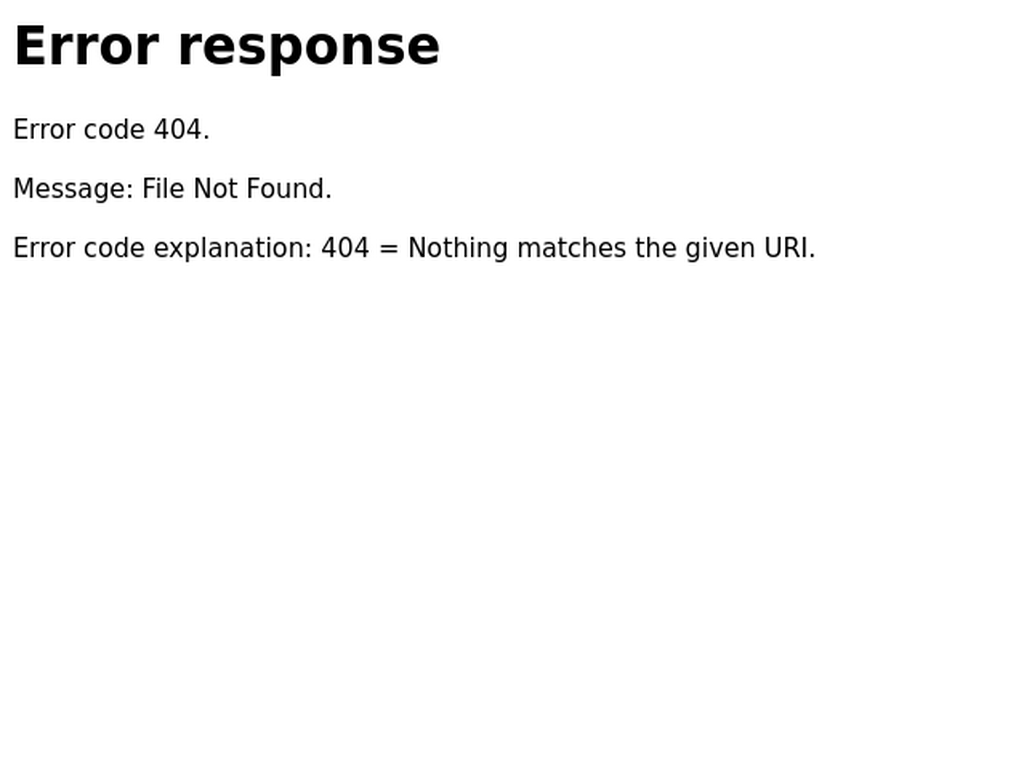 Error response
Error code 404.
Message: File Not Found.
Error code explanation: 404 = Nothing matches the given URI.